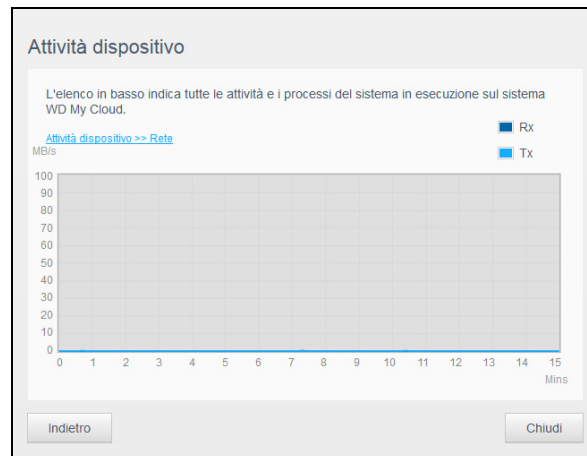 Attività dispositivo
L'elenco in basso indica tutte le attività e i processi del sistema in esecuzione sul sistema
WD My Cloud.
Rx
Attività dispositivo >> Rete
MB/s
Tx
100
90
80
70
60
50
40
30
20
10
0
0 1 2 3 4 5 6 7 8 9 10 11 12 13 14 15
Mins
Indietro
Chiudi